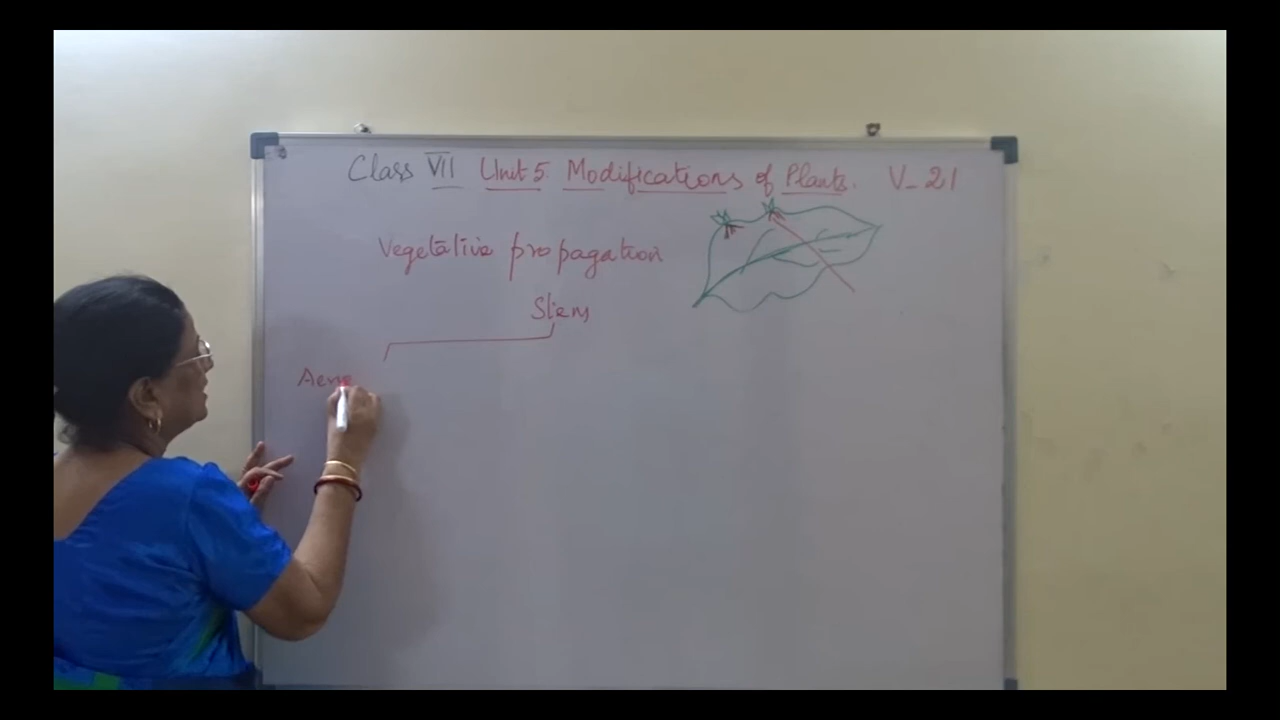 Class VII Unit 5. Modifications of Plants. V-21
Vegetative propagation
Stem